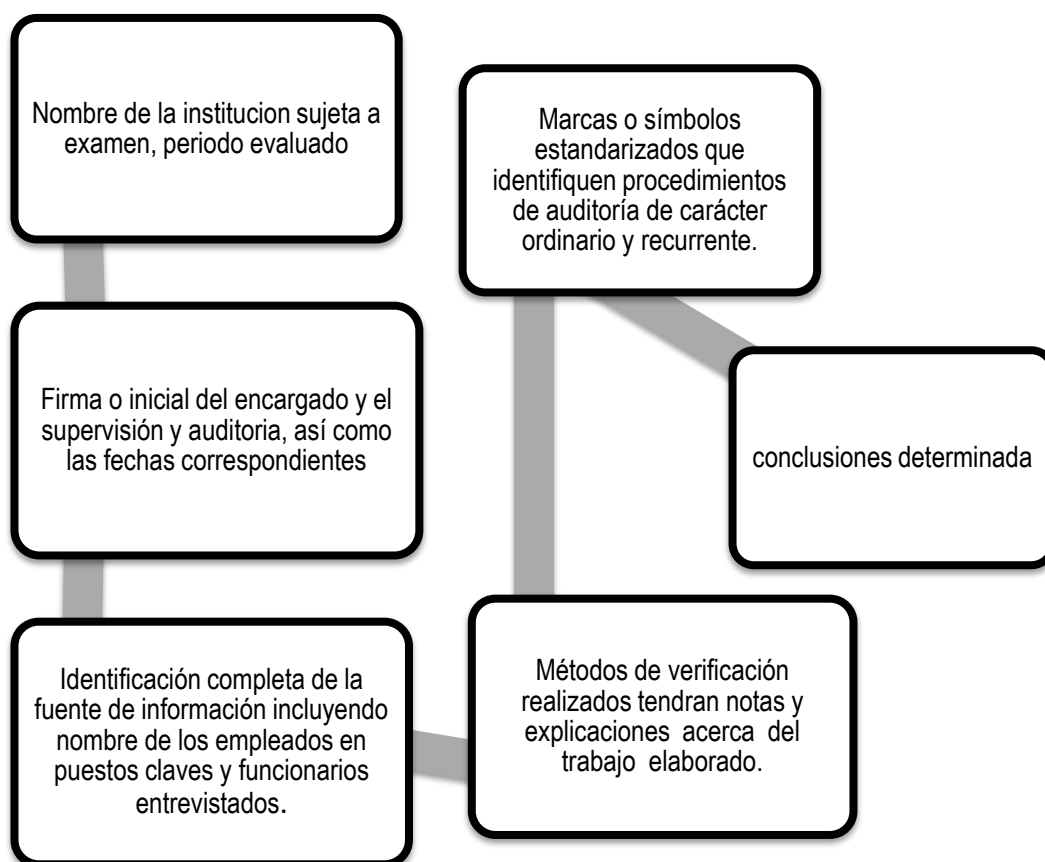 Nombre de la institucion sujeta a
examen, periodo evaluado
Firma o inicial del encargado y el
supervisión y auditoria, así como
las fechas correspondientes
Identificación completa de la
fuente de información incluyendo
nombre de los empleados en
puestos claves y funcionarios
entrevistados.
Métodos de verificación
realizados tendran notas y
explicaciones acerca del
trabajo elaborado.
Marcas o símbolos
estandarizados que
identifiquen procedimientos
de auditoría de carácter
ordinario y recurrente.
conclusiones determinada